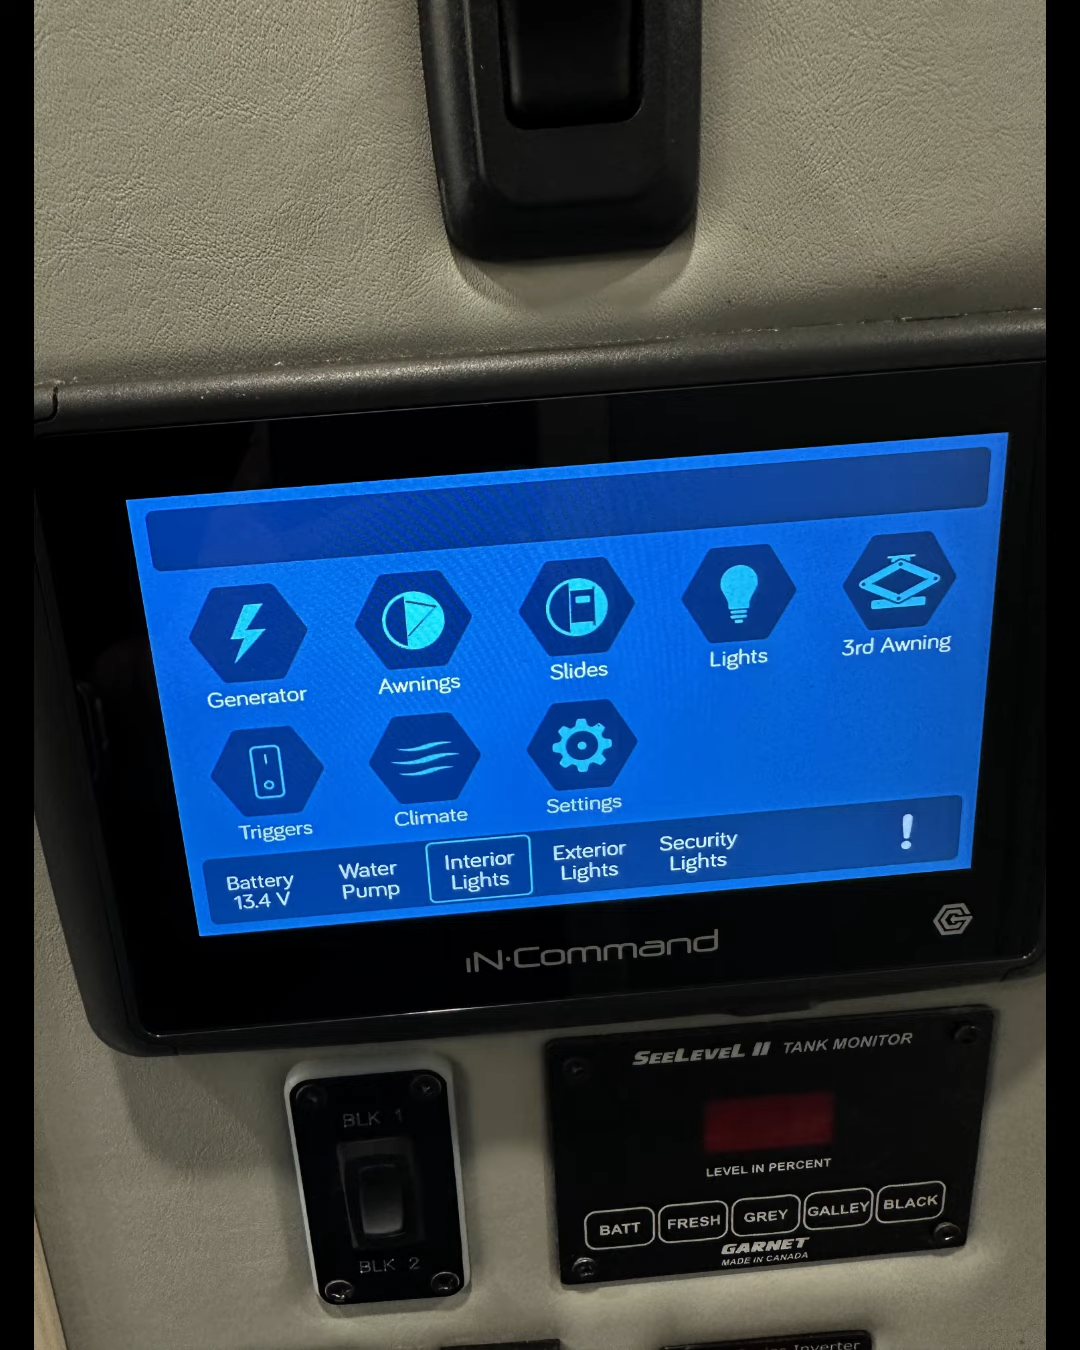 Generator
Awnings
Slides
Lights
3rd Awning
Triggers
Climate
Settings
Battery
13.4 V
Water
Pump
Interior
Lights
Exterior
Lights
Security
Lights
!
iN·Command
SEELEVEL II TANK MONITOR
LEVEL IN PERCENT
BATT
FRESH
GREY
GALLEY
BLACK
GARNET
MADE IN CANADA
BLK 1
BLK 2
Inverter